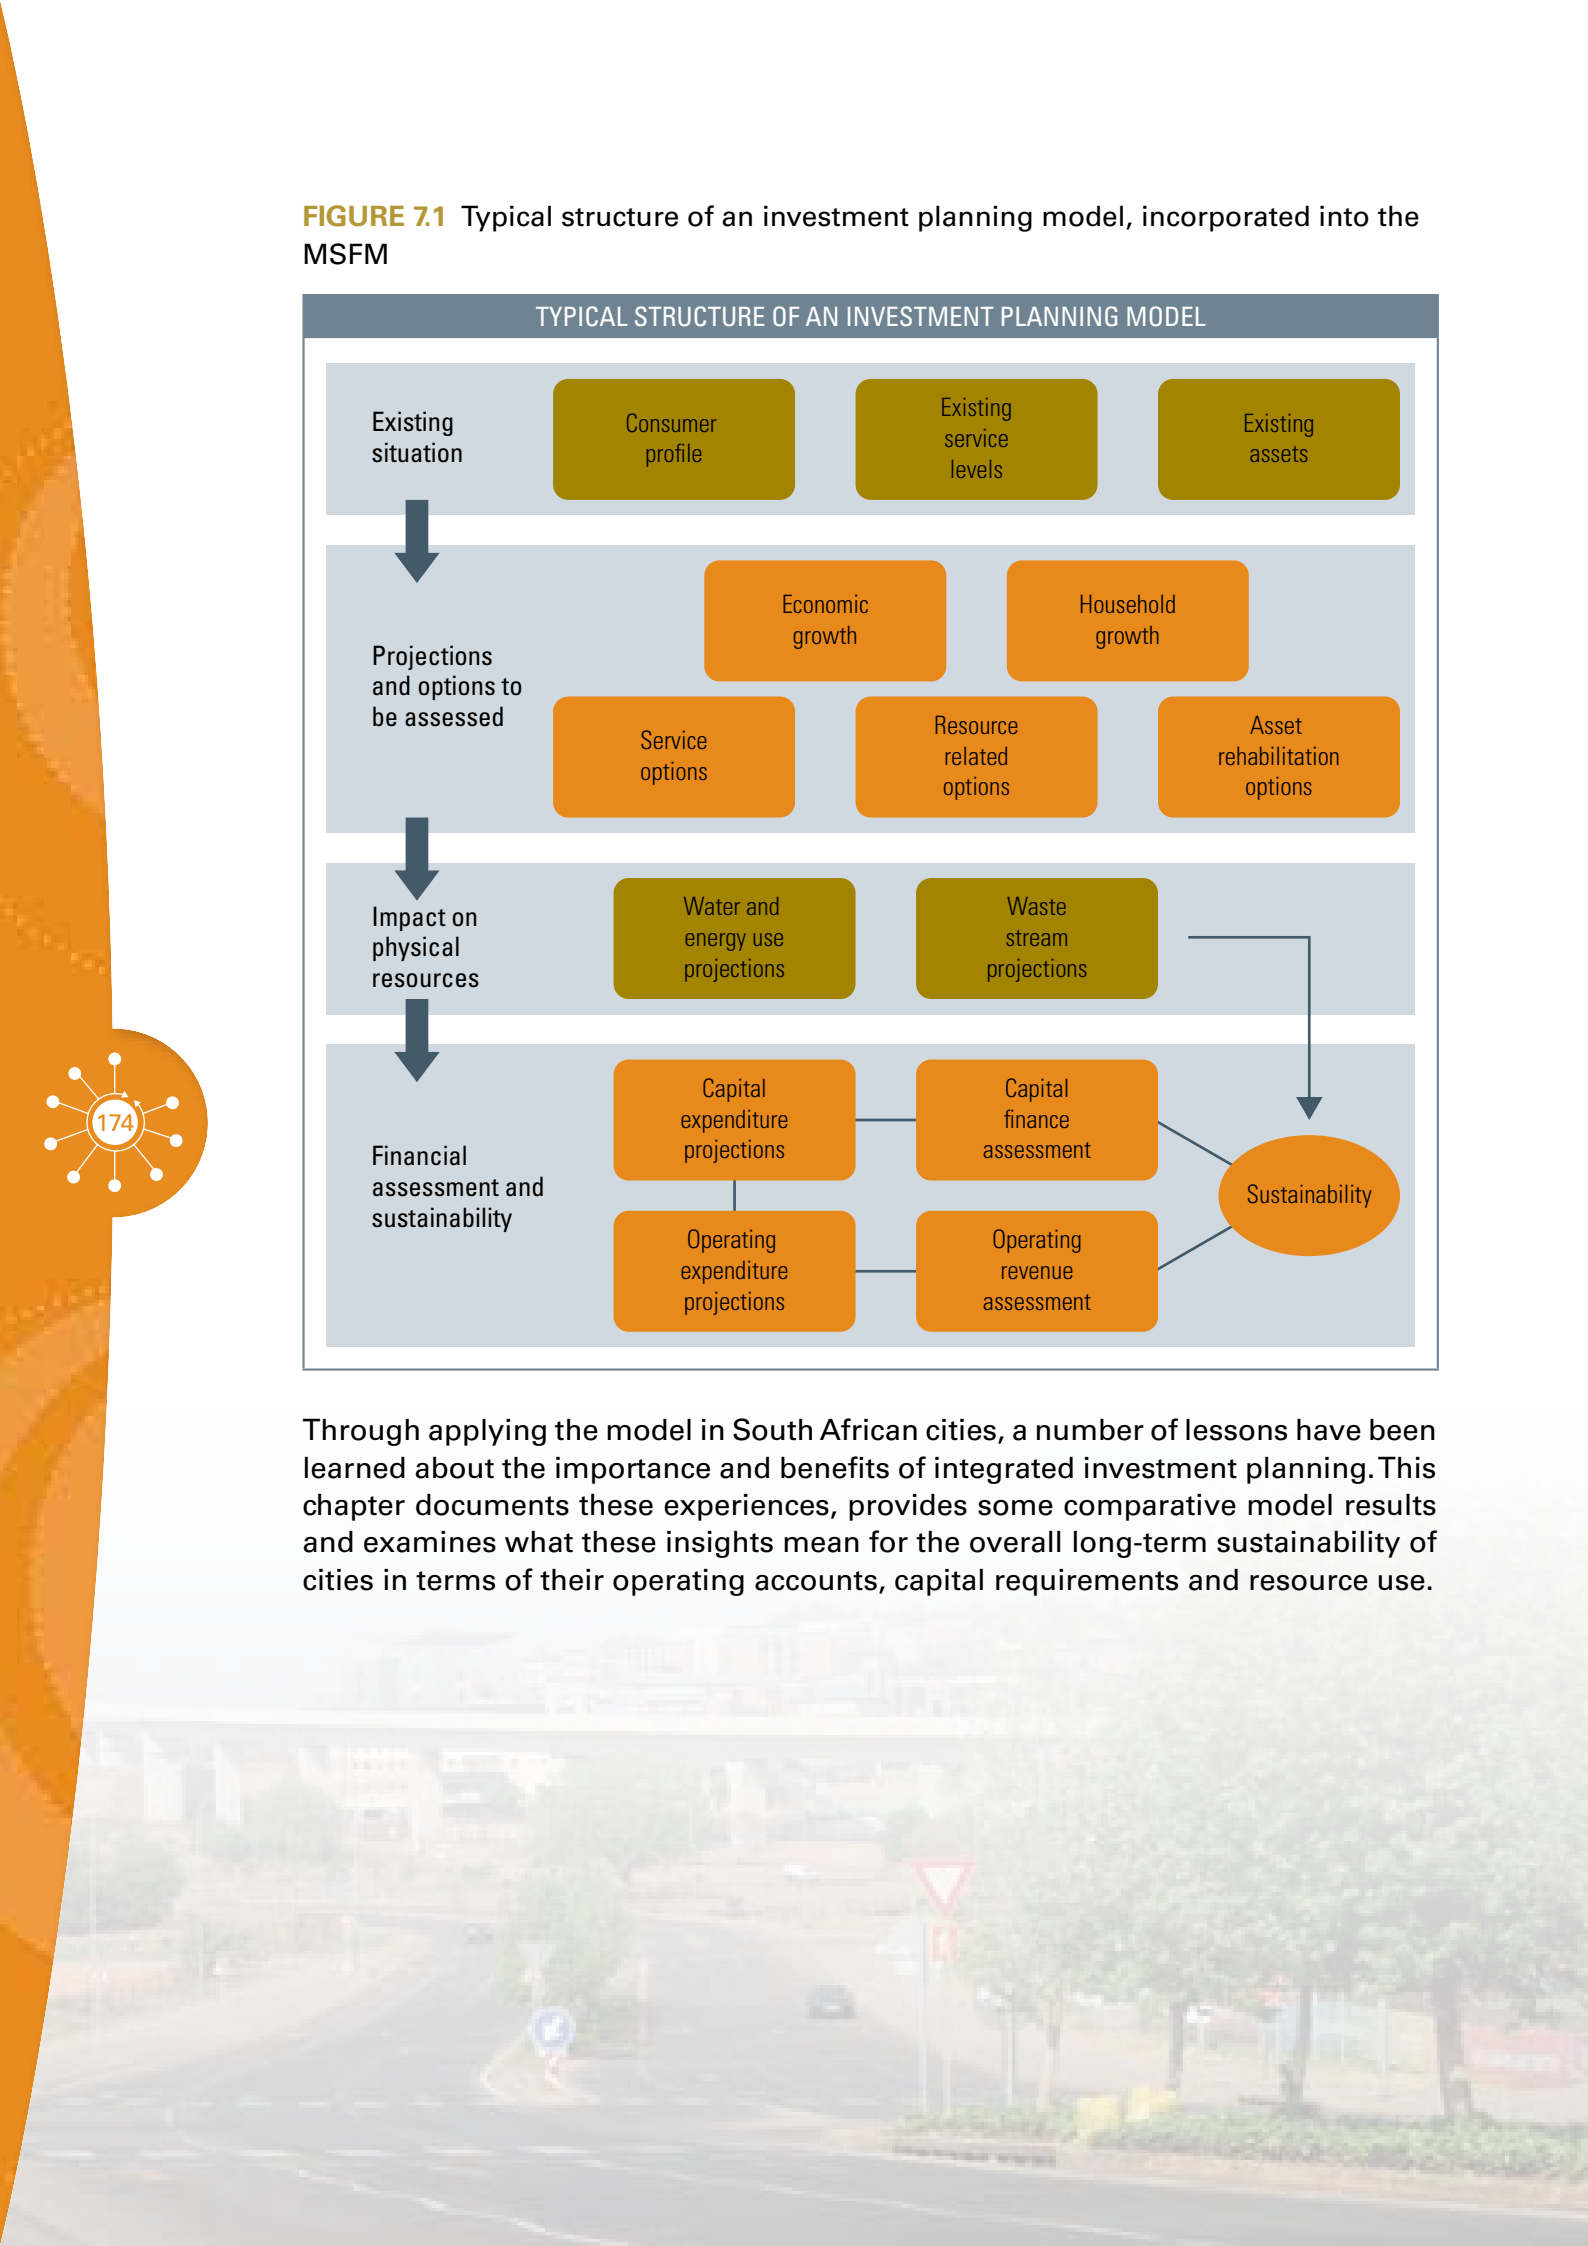 FIGURE 7.1 Typical structure of an investment planning model, incorporated into the
MSFM
TYPICAL STRUCTURE OF AN INVESTMENT PLANNING MODEL
Existing
situation
Consumer
profile
Existing
service
levels
Existing
assets
Projections
and options to
be assessed
Economic
growth
Household
growth
Service
options
Resource
related
options
Asset
rehabilitation
options
Impact on
physical
resources
Water and
energy use
projections
Waste
stream
projections
Financial
assessment and
sustainability
Capital
expenditure
projections
Capital
finance
assessment
Operating
expenditure
projections
Operating
revenue
assessment
Sustainability
174
Through applying the model in South African cities, a number of lessons have been
learned about the importance and benefits of integrated investment planning. This
chapter documents these experiences, provides some comparative model results
and examines what these insights mean for the overall long-term sustainability of
cities in terms of their operating accounts, capital requirements and resource use.